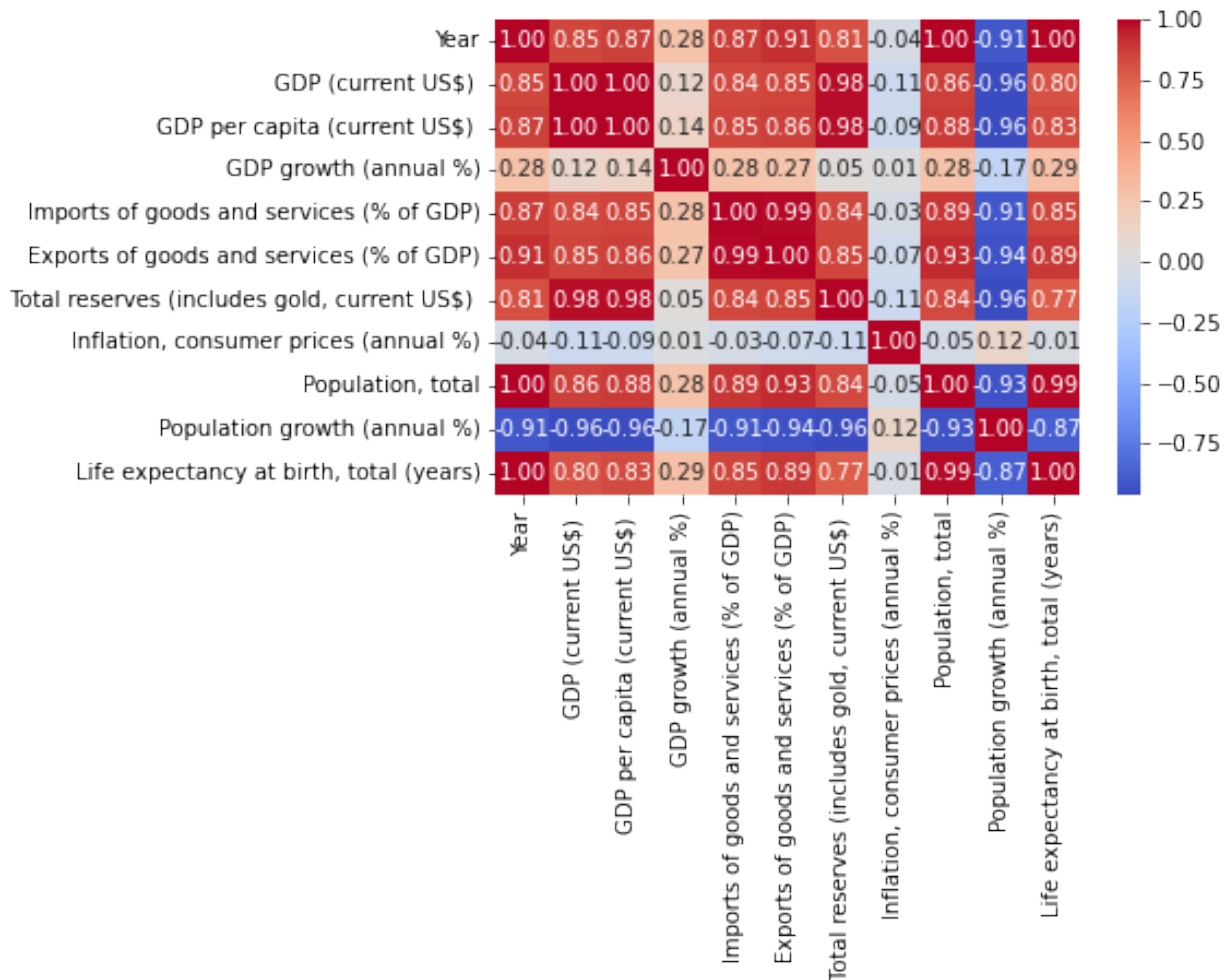 Year 1.00 0.85 0.87 0.28 0.87 0.91 0.81 -0.04 1.00 -0.91 1.00
GDP (current US$) 0.85 1.00 1.00 0.12 0.84 0.85 0.98 -0.11 0.86 -0.96 0.80
GDP per capita (current US$) 0.87 1.00 1.00 0.14 0.85 0.86 0.98 -0.09 0.88 -0.96 0.83
GDP growth (annual %) 0.28 0.12 0.14 1.00 0.28 0.27 0.05 0.01 0.28 -0.17 0.29
Imports of goods and services (% of GDP) 0.87 0.84 0.85 0.28 1.00 0.99 0.84 -0.03 0.89 -0.91 0.85
Exports of goods and services (% of GDP) 0.91 0.85 0.86 0.27 0.99 1.00 0.85 -0.07 0.93 -0.94 0.89
Total reserves (includes gold, current US$) 0.81 0.98 0.98 0.05 0.84 0.85 1.00 -0.11 0.84 -0.96 0.77
Inflation, consumer prices (annual %) -0.04 -0.11 -0.09 0.01 -0.03 -0.07 -0.11 1.00 -0.05 0.12 -0.01
Population, total 1.00 0.86 0.88 0.28 0.89 0.93 0.84 -0.05 1.00 -0.93 0.99
Population growth (annual %) -0.91 -0.96 -0.96 -0.17 -0.91 -0.94 -0.96 0.12 -0.93 1.00 -0.87
Life expectancy at birth, total (years) 1.00 0.80 0.83 0.29 0.85 0.89 0.77 -0.01 0.99 -0.87 1.00
Year
GDP (current US$)
GDP per capita (current US$)
GDP growth (annual %)
Imports of goods and services (% of GDP)
Exports of goods and services (% of GDP)
Total reserves (includes gold, current US$)
Inflation, consumer prices (annual %)
Population, total
Population growth (annual %)
Life expectancy at birth, total (years)
1.00
0.75
0.50
0.25
0.00
−0.25
−0.50
−0.75